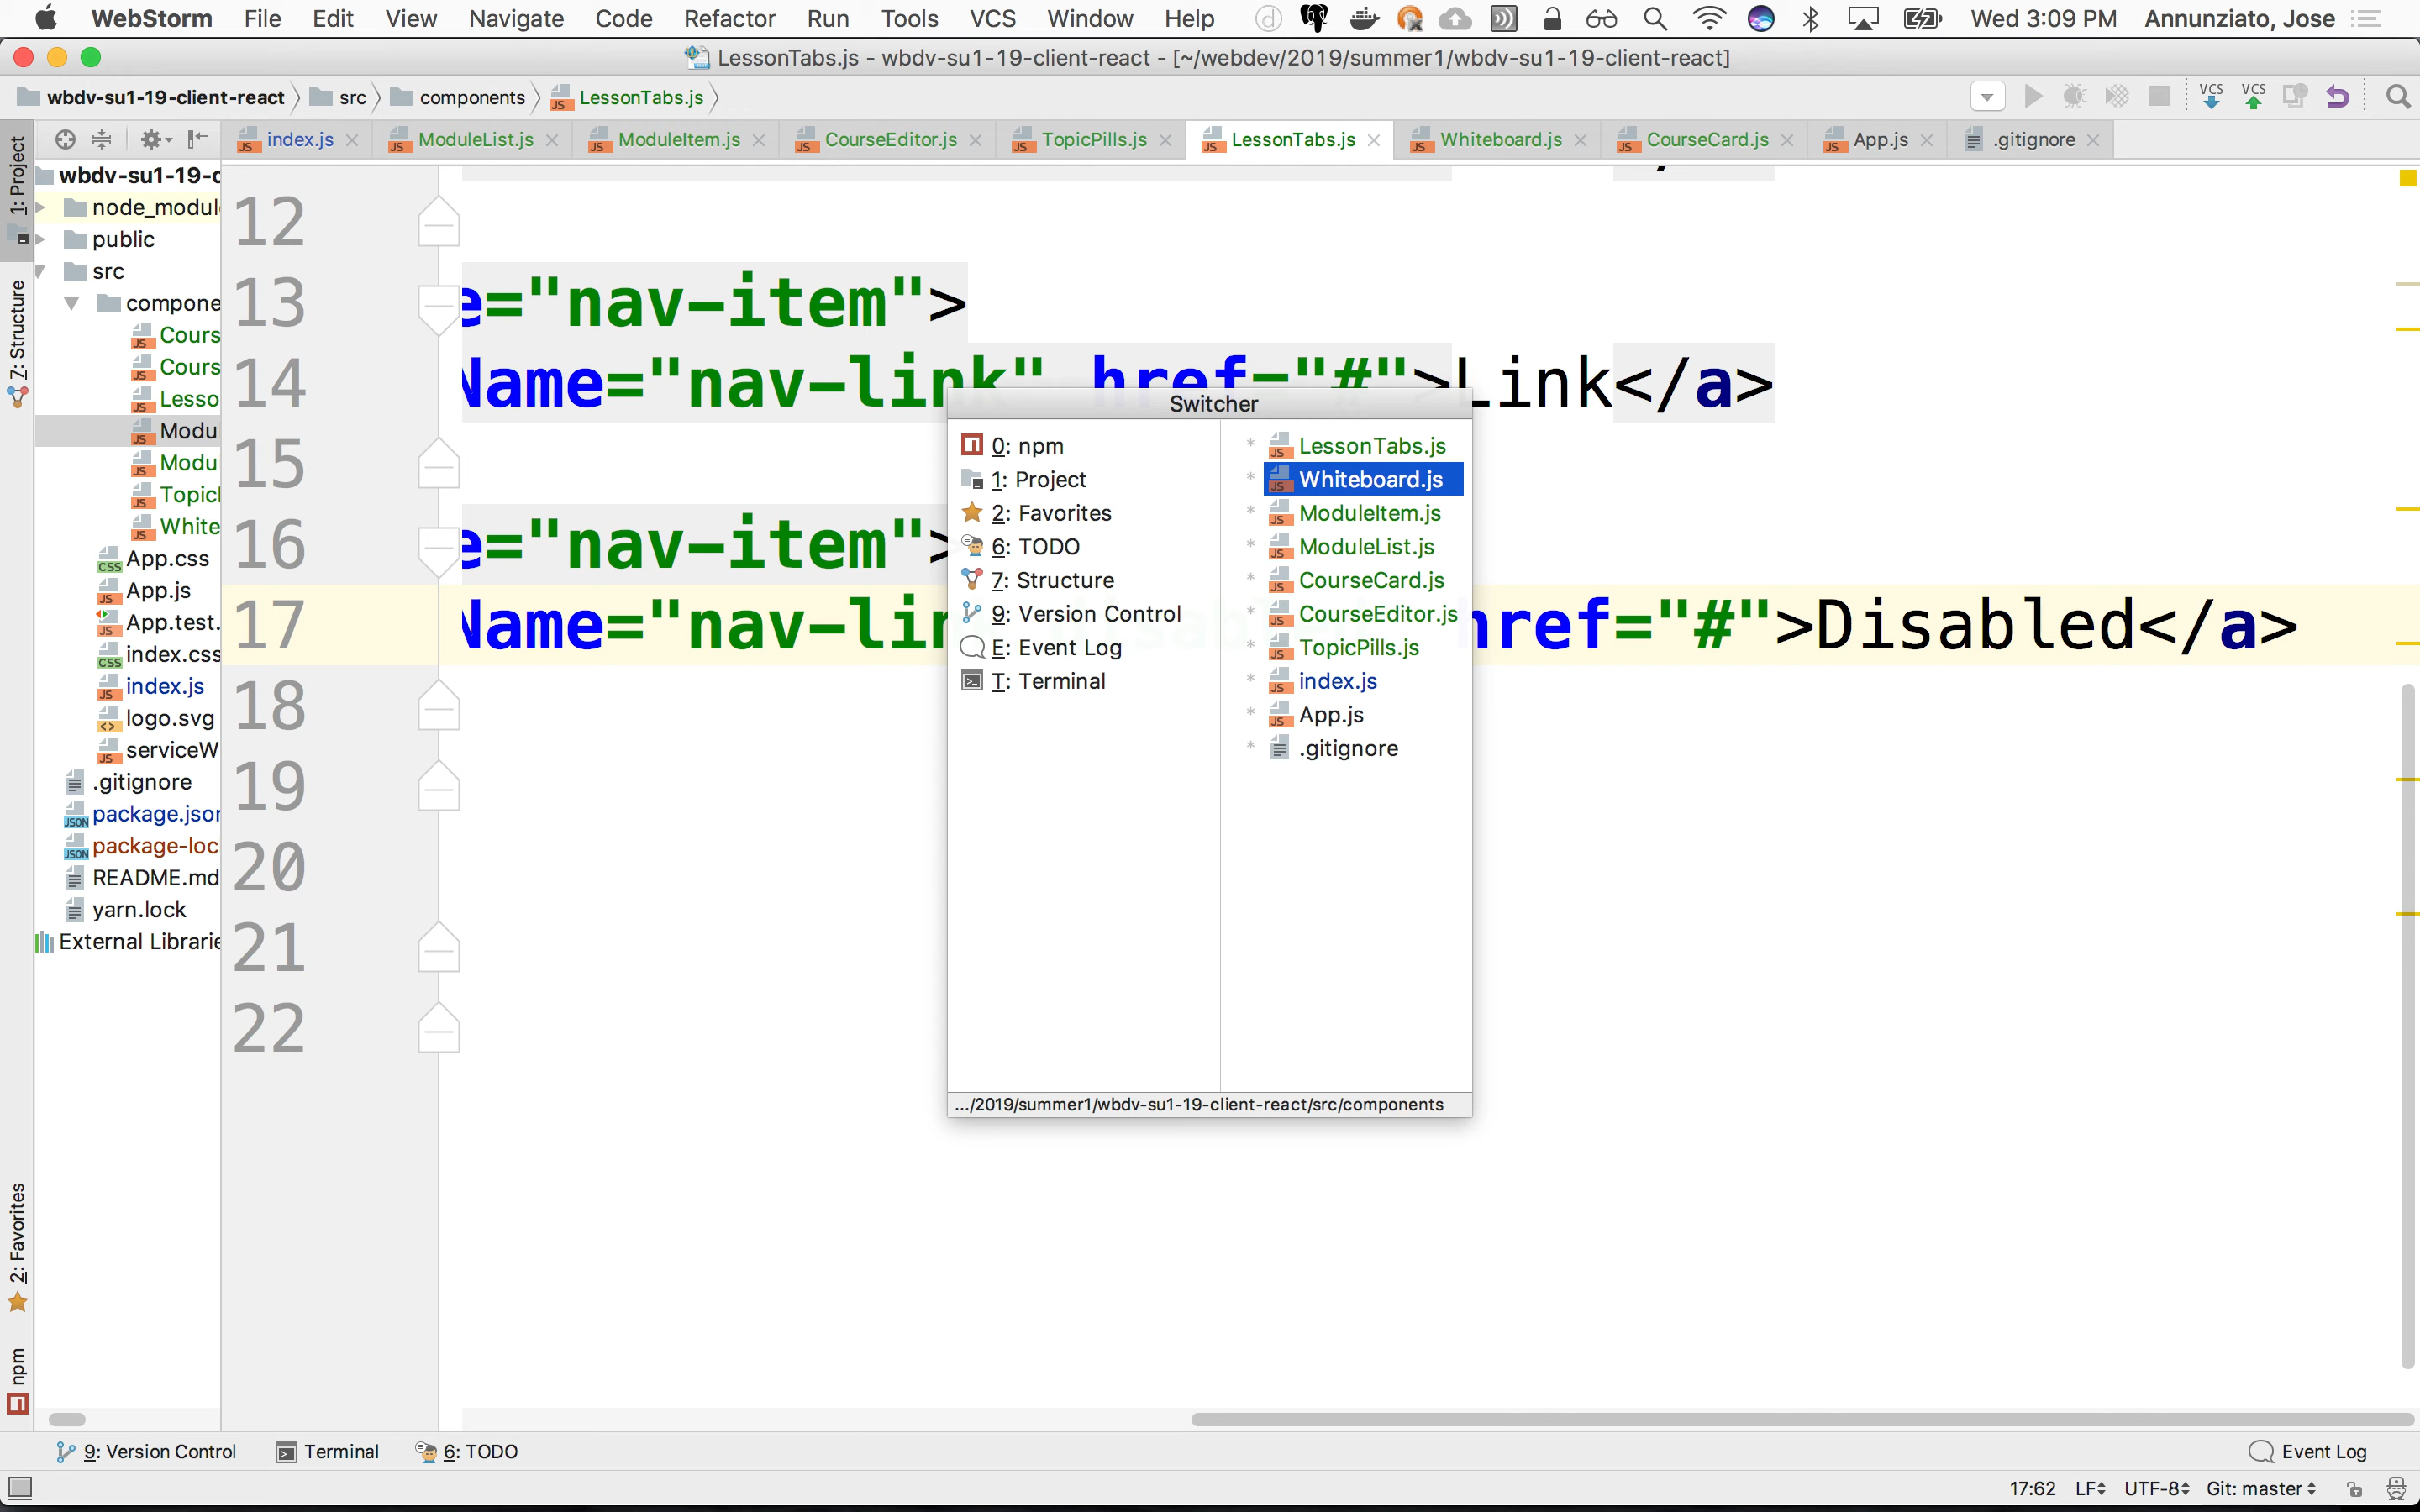 WebStorm File Edit View Navigate Code Refactor Run Tools VCS Window Help Wed 3:09 PM Annunziato, Jose
LessonTabs.js - wbdv-su1-19-client-react - [~/webdev/2019/summer1/wbdv-su1-19-client-react]
wbdv-su1-19-client-react src components LessonTabs.js VCS VCS
index.js ModuleList.js ModuleItem.js CourseEditor.js TopicPills.js LessonTabs.js Whiteboard.js CourseCard.js App.js .gitignore
1: Project
7: Structure
2: Favorites
npm
wbdv-su1-19-c
node_modul
public
src
compone
Cours
Cours
Lesso
Modu
Modu
Topicl
White
App.css
App.js
App.test.
index.css
index.js
logo.svg
serviceW
.gitignore
package.jsor
package-loc
README.md
yarn.lock
External Librarie
12
13 e="nav-item">
14 Name="nav-link" href="#">Link</a>
15
16 e="nav-item">
17 Name="nav-lin href="#">Disabled</a>
18
19
20
21
22
Switcher
0: npm
1: Project
2: Favorites
6: TODO
7: Structure
9: Version Control
E: Event Log
T: Terminal
* LessonTabs.js
* Whiteboard.js
* ModuleItem.js
* ModuleList.js
* CourseCard.js
* CourseEditor.js
* TopicPills.js
* index.js
* App.js
* .gitignore
.../2019/summer1/wbdv-su1-19-client-react/src/components
9: Version Control Terminal 6: TODO Event Log
17:62 LF UTF-8 Git: master